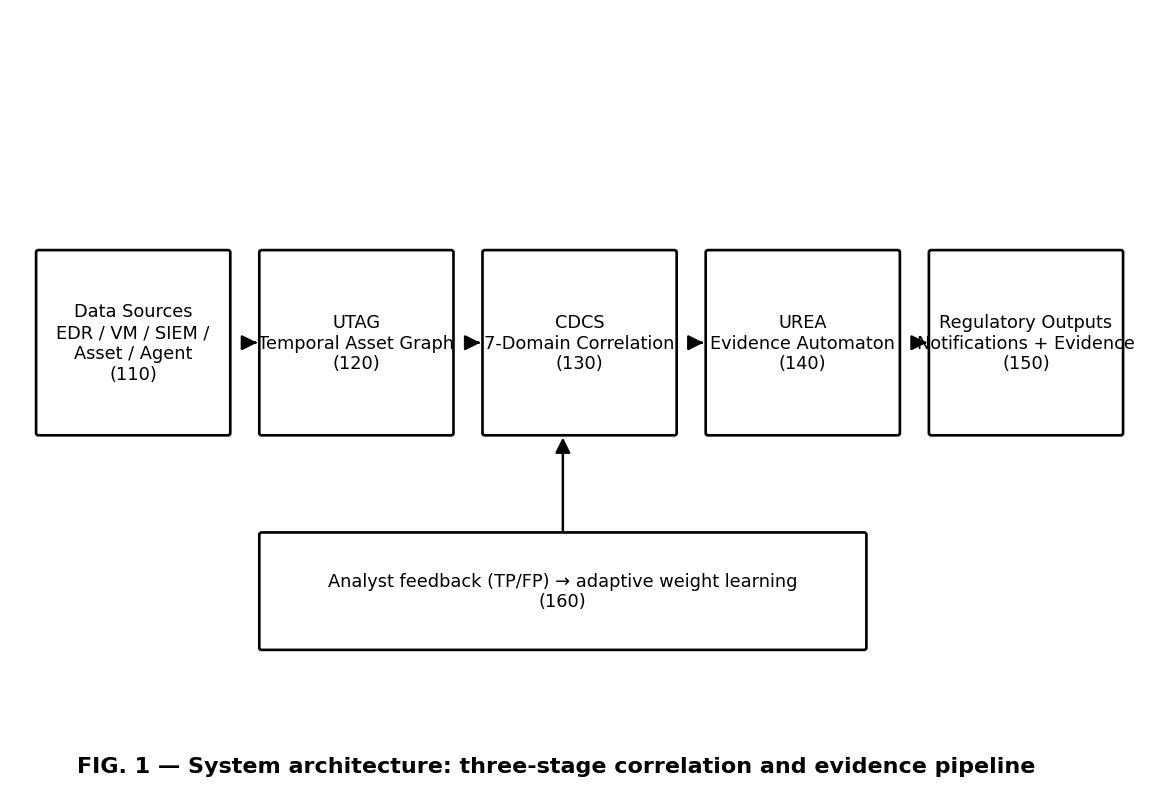 Data Sources
EDR / VM / SIEM /
Asset / Agent
(110)
UTAG
Temporal Asset Graph
(120)
CDCS
7-Domain Correlation
(130)
UREA
Evidence Automaton
(140)
Regulatory Outputs
Notifications + Evidence
(150)
Analyst feedback (TP/FP) → adaptive weight learning
(160)
FIG. 1 — System architecture: three-stage correlation and evidence pipeline